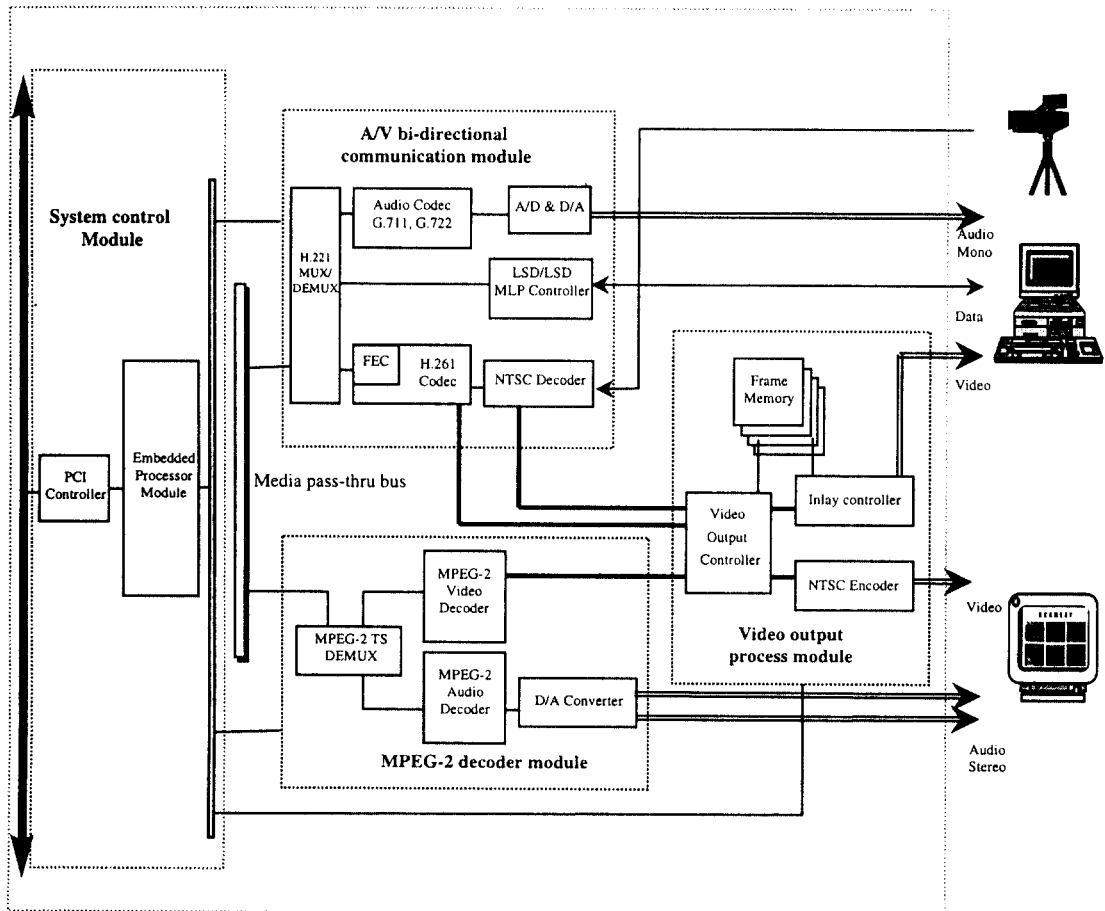 A/V bi-directional
communication module
System control
Module
Audio Codec
G.711, G.722
A/D & D/A
H.221
MUX/
DEMUX
LSD/LSD
MLP Controller
FEC
H.261
Codec
NTSC Decoder
Audio
Mono
Data
Video
Frame
Memory
PCI
Controller
Embedded
Processor
Module
Media pass-thru bus
Video
Output
Controller
Inlay controller
NTSC Encoder
Video
Video output
process module
MPEG-2
Video
Decoder
MPEG-2 TS
DEMUX
MPEG-2
Audio
Decoder
D/A Converter
MPEG-2 decoder module
Audio
Stereo